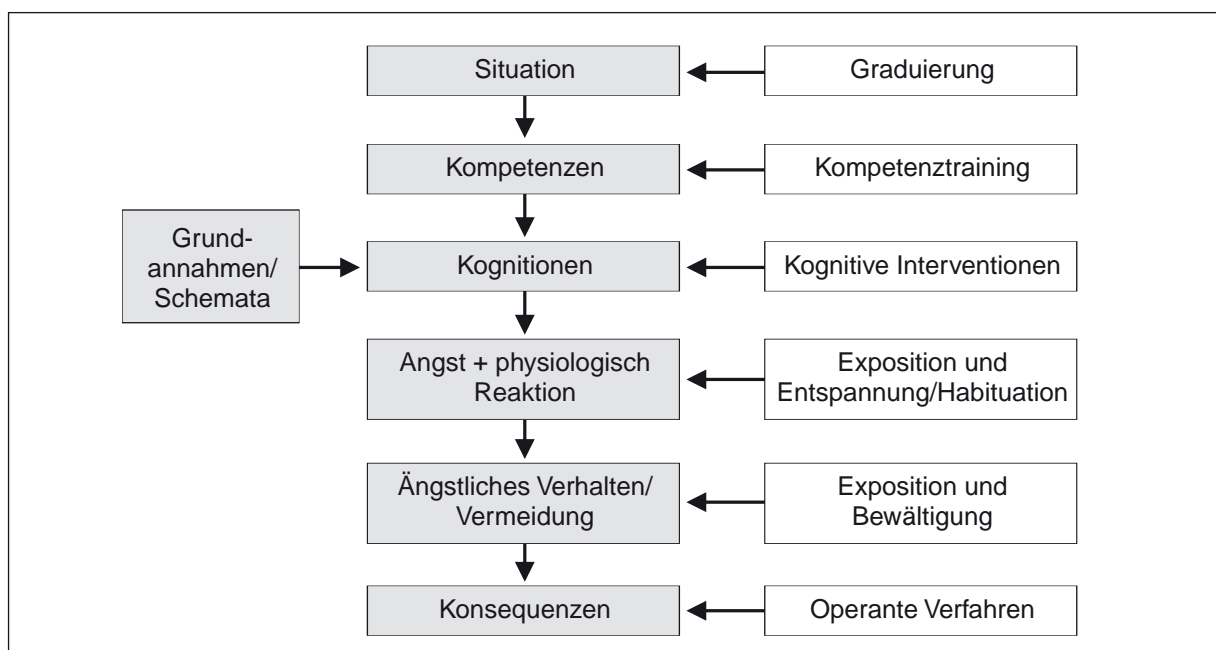 Situation
Graduierung
Kompetenzen
Kompetenztraining
Grund-
annahmen/
Schemata
Kognitionen
Kognitive Interventionen
Angst + physiologisch
Reaktion
Exposition und
Entspannung/Habituation
Ängstliches Verhalten/
Vermeidung
Exposition und
Bewältigung
Konsequenzen
Operante Verfahren